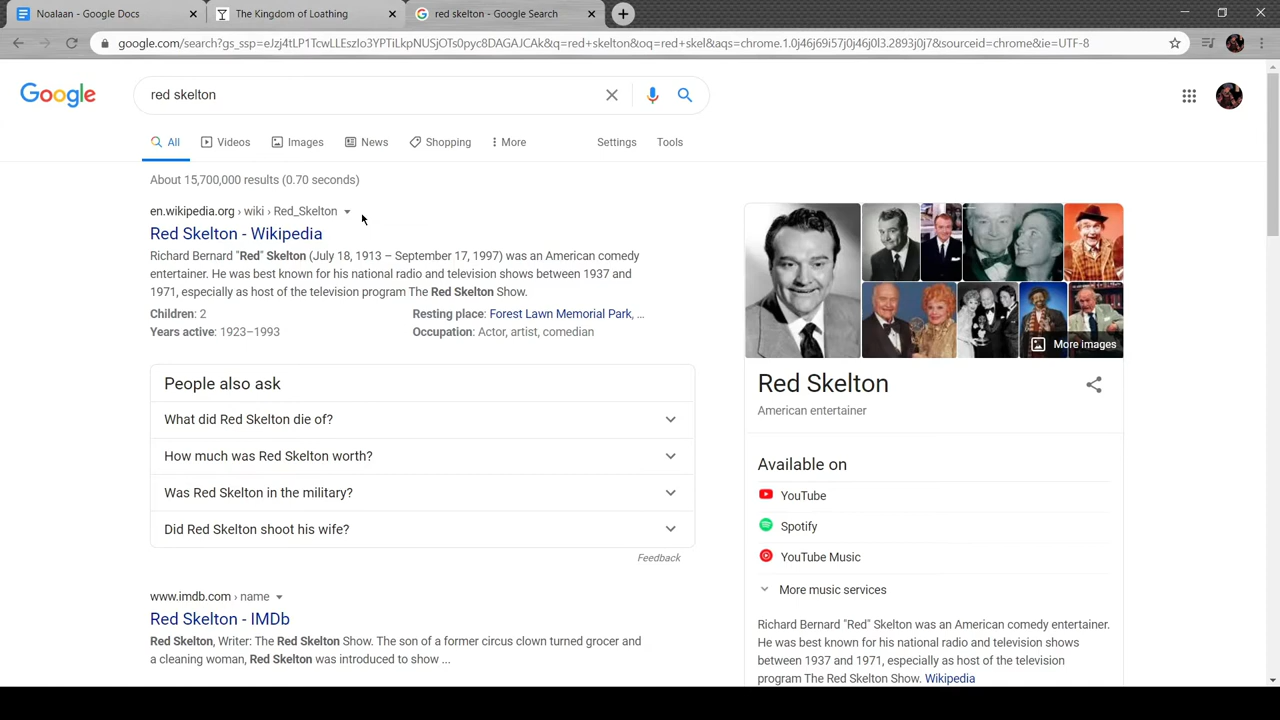 Noalaan - Google Docs
The Kingdom of Loathing
red skelton - Google Search
google.com/search?gs_ssp=eJzj4tLP1TcwLLEszIo3YPTiLkpNUSjOTs0pyc8DAGAJCAk&q=red+skelton&oq=red+skel&aqs=chrome.1.0j46j69i57j0j46j0l3.2893j0j7&sourceid=chrome&ie=UTF-8
Google
red skelton
All Videos Images News Shopping More Settings Tools
About 15,700,000 results (0.70 seconds)
en.wikipedia.org › wiki › Red_Skelton
Red Skelton - Wikipedia
Richard Bernard "Red" Skelton (July 18, 1913 – September 17, 1997) was an American comedy
entertainer. He was best known for his national radio and television shows between 1937 and
1971, especially as host of the television program The Red Skelton Show.
Children: 2
Resting place: Forest Lawn Memorial Park, ...
Years active: 1923–1993
Occupation: Actor, artist, comedian
People also ask
What did Red Skelton die of?
How much was Red Skelton worth?
Was Red Skelton in the military?
Did Red Skelton shoot his wife?
Feedback
www.imdb.com › name
Red Skelton - IMDb
Red Skelton, Writer: The Red Skelton Show. The son of a former circus clown turned grocer and
a cleaning woman, Red Skelton was introduced to show ...
More images
Red Skelton
American entertainer
Available on
YouTube
Spotify
YouTube Music
More music services
Richard Bernard "Red" Skelton was an American comedy entertainer.
He was best known for his national radio and television shows
between 1937 and 1971, especially as host of the television
program The Red Skelton Show. Wikipedia